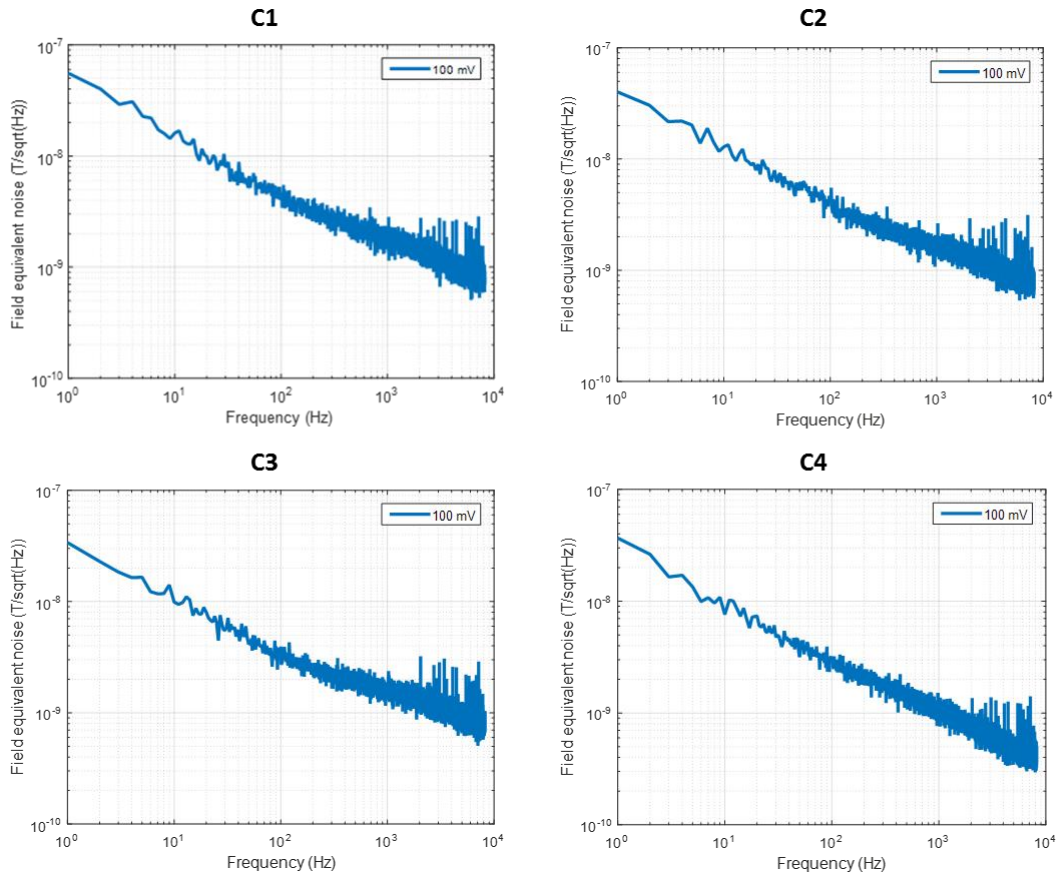 C1
10⁻⁷
10⁻⁸
10⁻⁹
10⁻¹⁰
Field equivalent noise (T/sqrt(Hz))
100 mV
10⁰ 10¹ 10² 10³ 10⁴
Frequency (Hz)
C2
10⁻⁷
10⁻⁸
10⁻⁹
10⁻¹⁰
Field equivalent noise (T/sqrt(Hz))
100 mV
10⁰ 10¹ 10² 10³ 10⁴
Frequency (Hz)
C3
10⁻⁷
10⁻⁸
10⁻⁹
10⁻¹⁰
Field equivalent noise (T/sqrt(Hz))
100 mV
10⁰ 10¹ 10² 10³ 10⁴
Frequency (Hz)
C4
10⁻⁷
10⁻⁸
10⁻⁹
10⁻¹⁰
Field equivalent noise (T/sqrt(Hz))
100 mV
10⁰ 10¹ 10² 10³ 10⁴
Frequency (Hz)